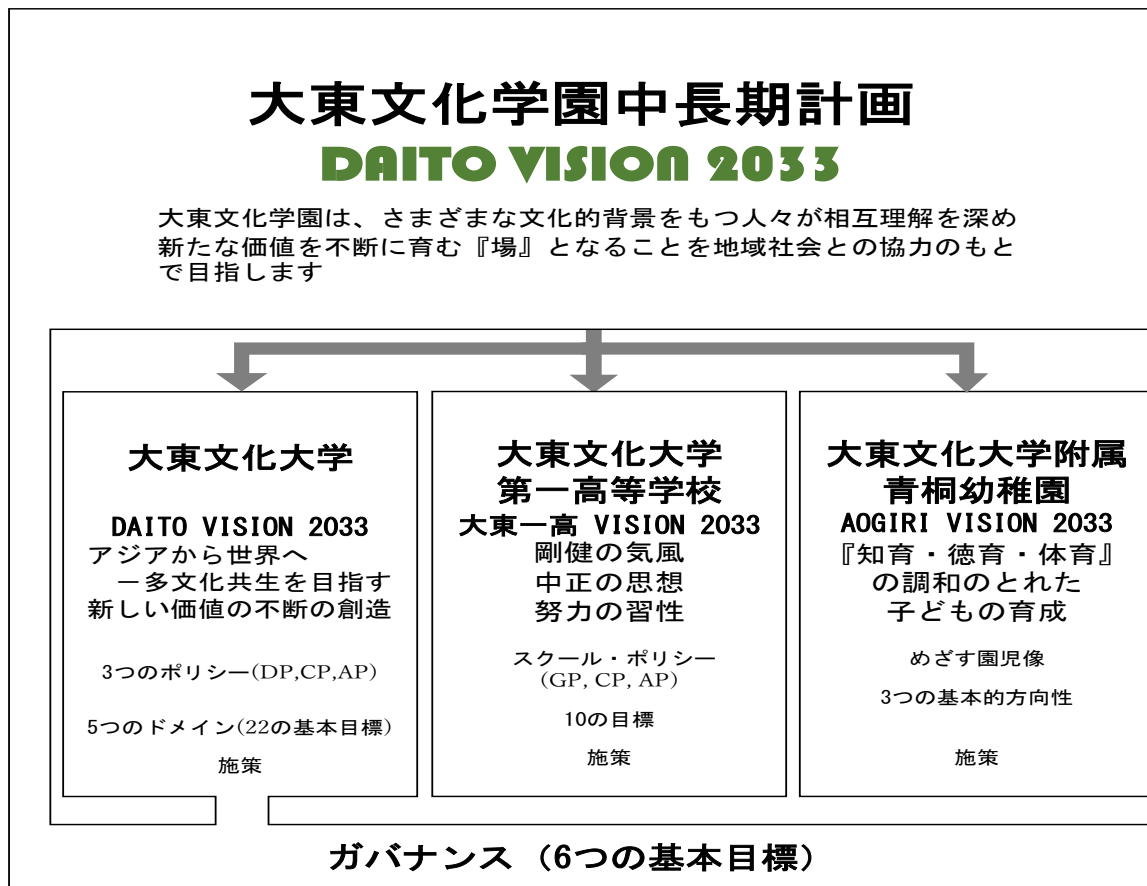 大東文化学園中長期計画
DAITO VISION 2033
大東文化学園は、さまざまな文化的背景をもつ人々が相互理解を深め
新たな価値を不断に育む『場』となることを地域社会との協力のもと
で目指します
大東文化大学
DAITO VISION 2033
アジアから世界へ
－多文化共生を目指す
新しい価値の不断の創造
3つのポリシー(DP,CP,AP)
5つのドメイン(22の基本目標)
施策
大東文化大学
第一高等学校
大東一高 VISION 2033
剛健の気風
中正の思想
努力の習性
スクール・ポリシー
(GP, CP, AP)
10の目標
施策
大東文化大学附属
青桐幼稚園
AOGIRI VISION 2033
『知育・徳育・体育』
の調和のとれた
子どもの育成
めざす園児像
3つの基本的方向性
施策
ガバナンス（6つの基本目標）